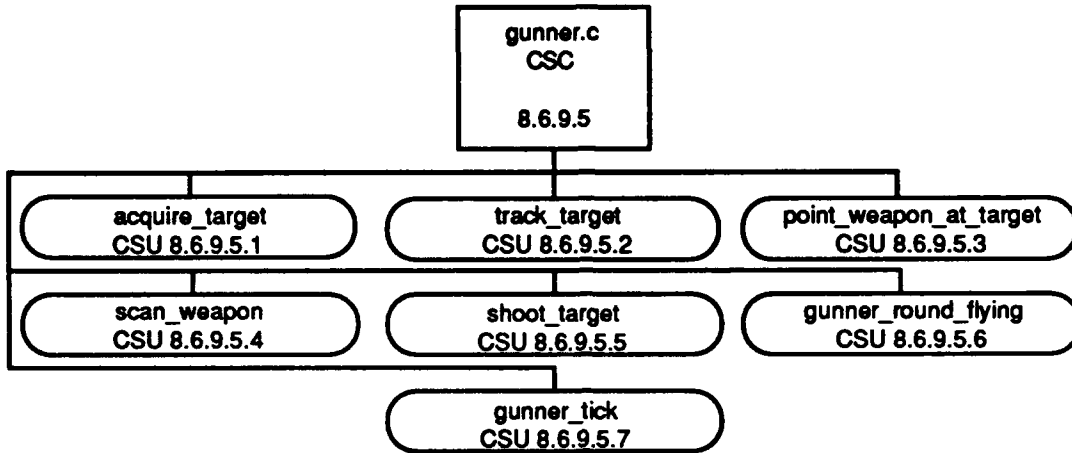 gunner.c
CSC
8.6.9.5
acquire_target
CSU 8.6.9.5.1
track_target
CSU 8.6.9.5.2
point_weapon_at_target
CSU 8.6.9.5.3
scan_weapon
CSU 8.6.9.5.4
shoot_target
CSU 8.6.9.5.5
gunner_round_flying
CSU 8.6.9.5.6
gunner_tick
CSU 8.6.9.5.7